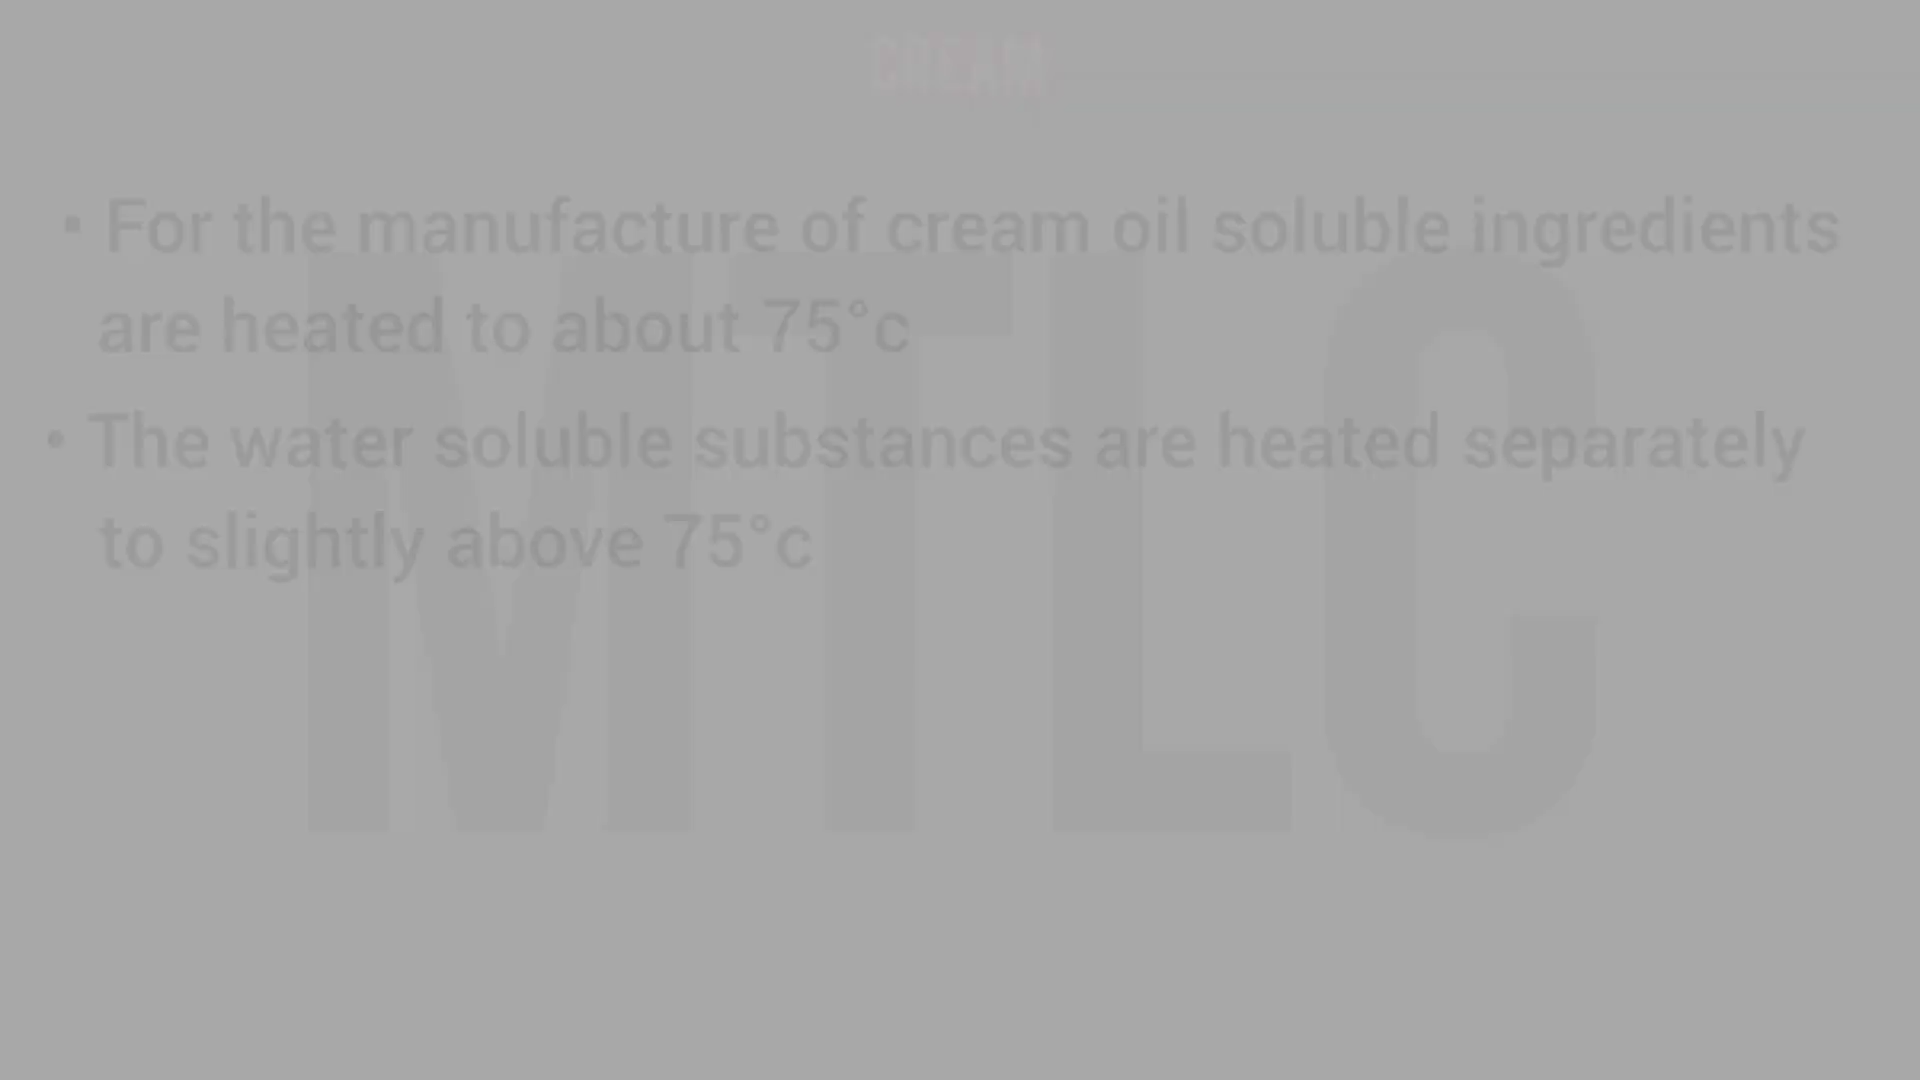 CREAM
• For the manufacture of cream oil soluble ingredients
are heated to about 75°c
• The water soluble substances are heated separately
to slightly above 75°c
MTLC